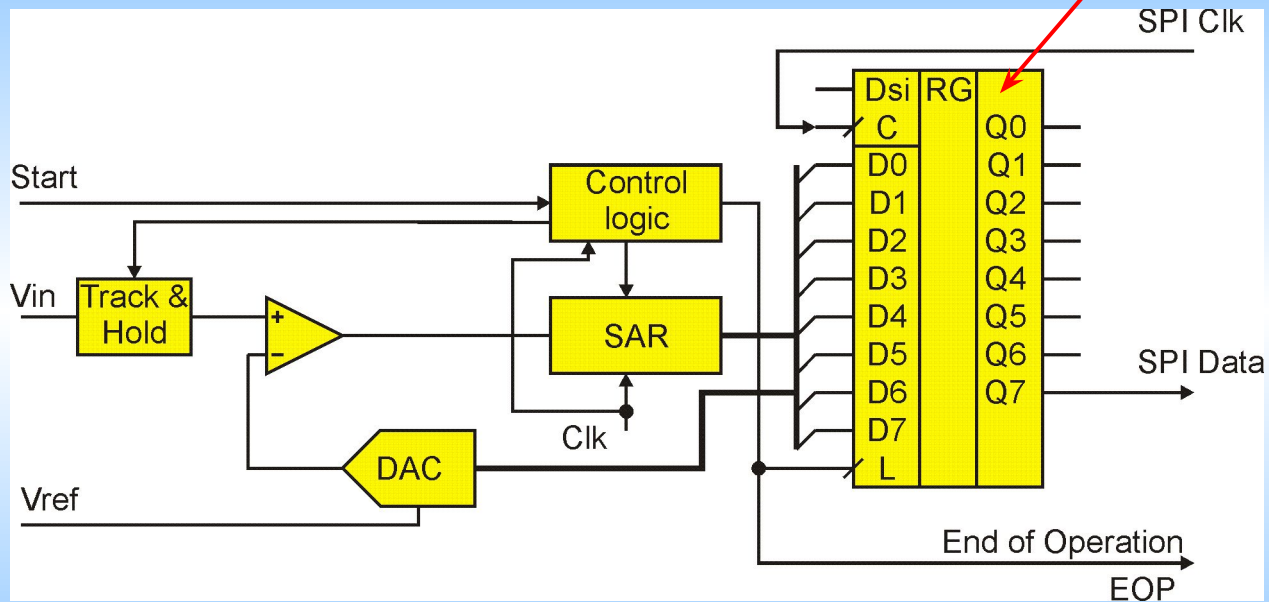 SPI Clk
Dsi RG
C Q0
Start
Control
logic
D0 Q1
D1 Q2
D2 Q3
D3 Q4
Vin
Track &
Hold
+
−
SAR
D4 Q5
D5 Q6
D6 Q7
SPI Data
D7
Clk
DAC
L
Vref
End of Operation
EOP